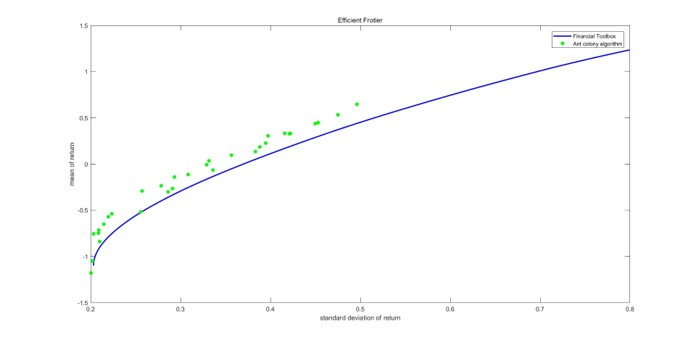 Efficient Frotier
Financial Toolbox
Ant colony algorithm
1.5
1
0.5
0
-0.5
-1
-1.5
mean of return
0.2
0.3
0.4
0.5
0.6
0.7
0.8
standard deviation of return